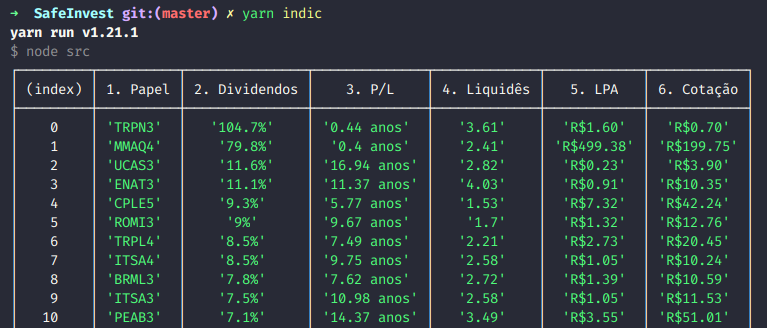 → SafeInvest git:(master) ✗ yarn indic
yarn run v1.21.1
$ node src
(index) 1. Papel 2. Dividendos 3. P/L 4. Liquidês 5. LPA 6. Cotação
0 'TRPN3' '104.7%' '0.44 anos' '3.61' 'R$1.60' 'R$0.70'
1 'MMAQ4' '79.8%' '0.4 anos' '2.41' 'R$499.38' 'R$199.75'
2 'UCAS3' '11.6%' '16.94 anos' '2.82' 'R$0.23' 'R$3.90'
3 'ENAT3' '11.1%' '11.37 anos' '4.03' 'R$0.91' 'R$10.35'
4 'CPLE5' '9.3%' '5.77 anos' '1.53' 'R$7.32' 'R$42.24'
5 'ROMI3' '9%' '9.67 anos' '1.7' 'R$1.32' 'R$12.76'
6 'TRPL4' '8.5%' '7.49 anos' '2.21' 'R$2.73' 'R$20.45'
7 'ITSA4' '8.5%' '9.75 anos' '2.58' 'R$1.05' 'R$10.24'
8 'BRML3' '7.8%' '7.62 anos' '2.72' 'R$1.39' 'R$10.59'
9 'ITSA3' '7.5%' '10.98 anos' '2.58' 'R$1.05' 'R$11.53'
10 'PEAB3' '7.1%' '14.37 anos' '3.49' 'R$3.55' 'R$51.01'